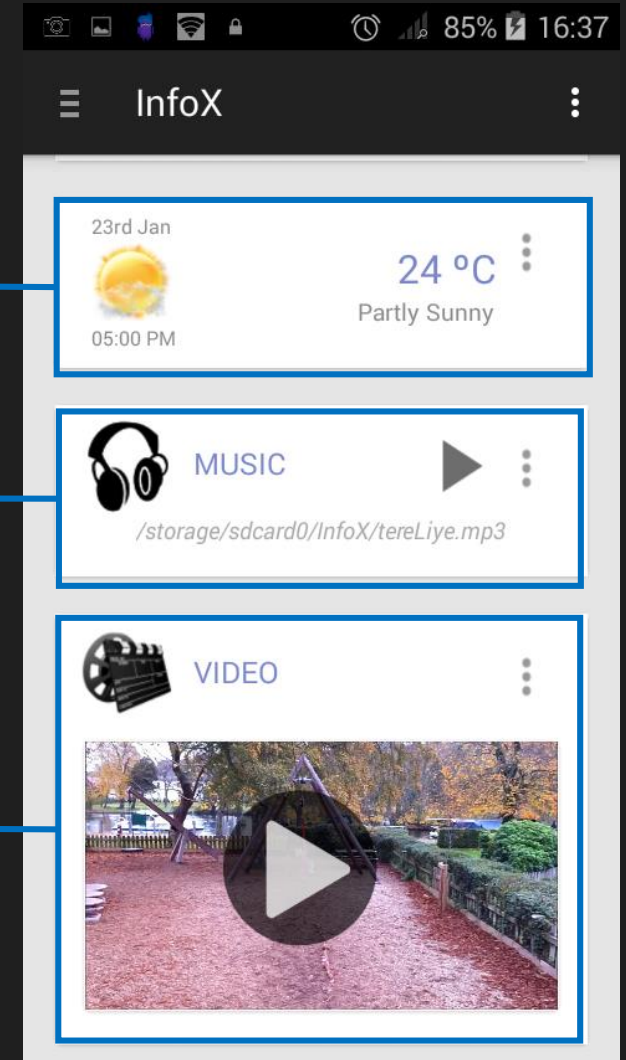 85% 16:37
InfoX
23rd Jan
24 ºC
Partly Sunny
05:00 PM
MUSIC
/storage/sdcard0/InfoX/tereLiye.mp3
VIDEO